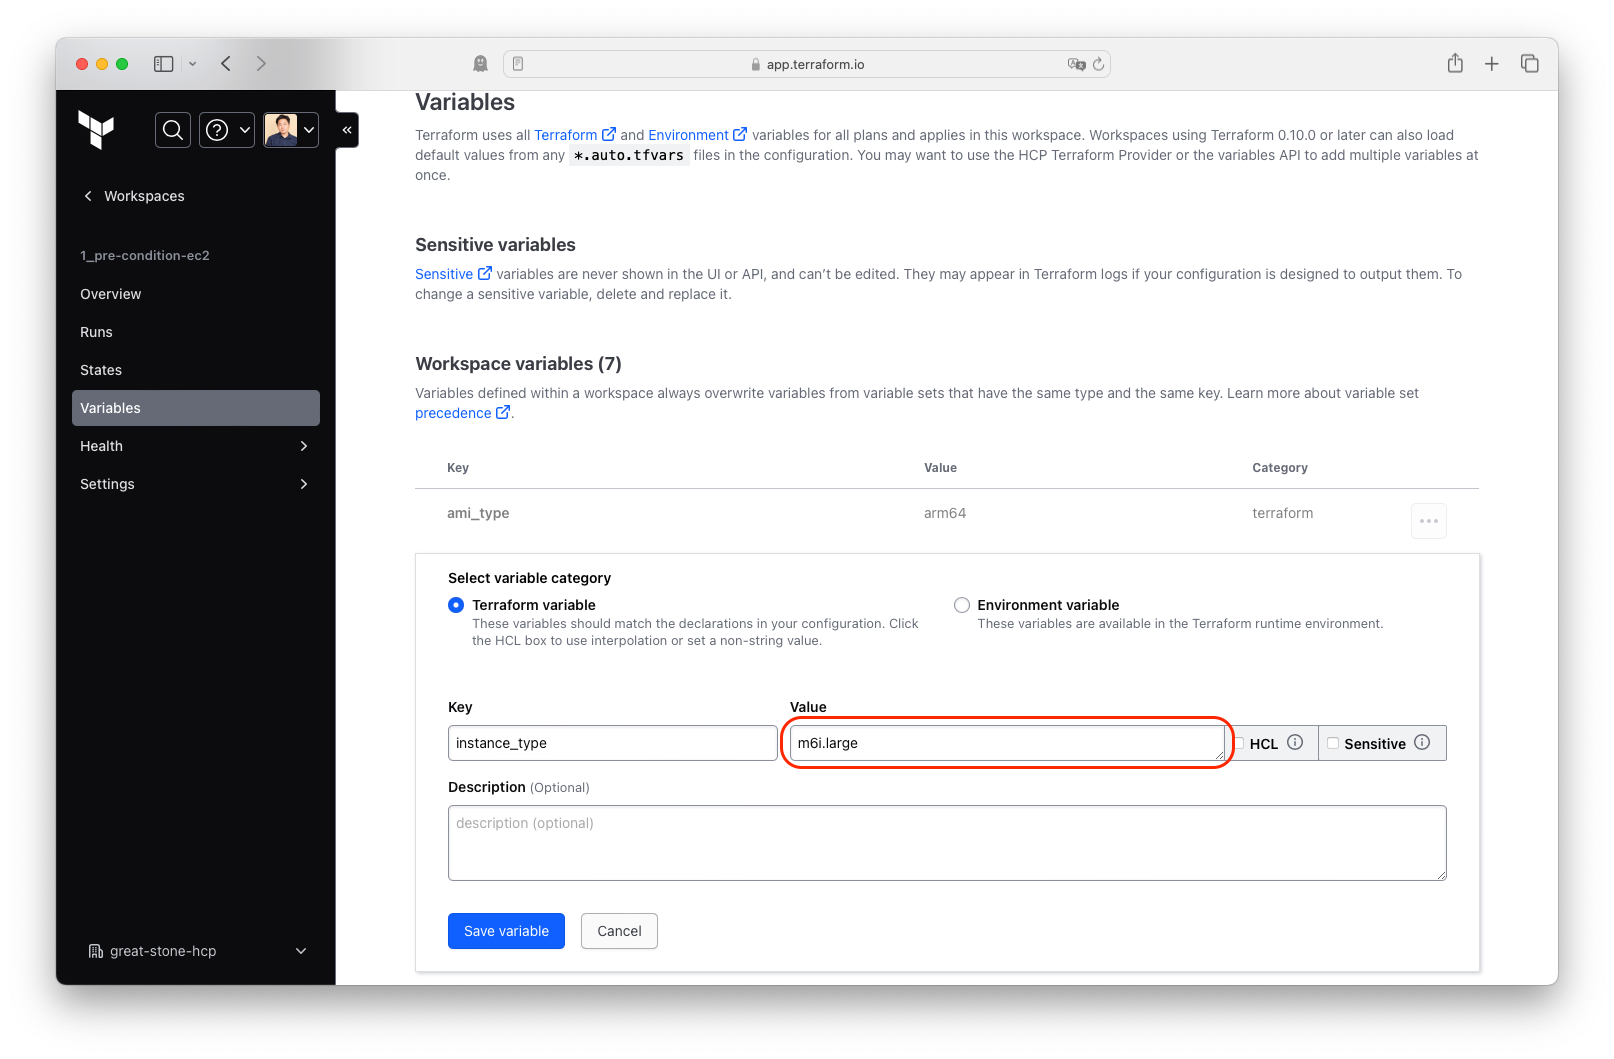 app.terraform.io
Workspaces
1_pre-condition-ec2
Overview
Runs
States
Variables
Health
Settings
great-stone-hcp
Variables
Terraform uses all Terraform and Environment variables for all plans and applies in this workspace. Workspaces using Terraform 0.10.0 or later can also load
default values from any *.auto.tfvars files in the configuration. You may want to use the HCP Terraform Provider or the variables API to add multiple variables at
once.
Sensitive variables
Sensitive variables are never shown in the UI or API, and can’t be edited. They may appear in Terraform logs if your configuration is designed to output them. To
change a sensitive variable, delete and replace it.
Workspace variables (7)
Variables defined within a workspace always overwrite variables from variable sets that have the same type and the same key. Learn more about variable set
precedence .
Key Value Category
ami_type arm64 terraform
Select variable category
Terraform variable
These variables should match the declarations in your configuration. Click
the HCL box to use interpolation or set a non-string value.
Environment variable
These variables are available in the Terraform runtime environment.
Key Value
instance_type m6i.large HCL Sensitive
Description (Optional)
description (optional)
Save variable Cancel